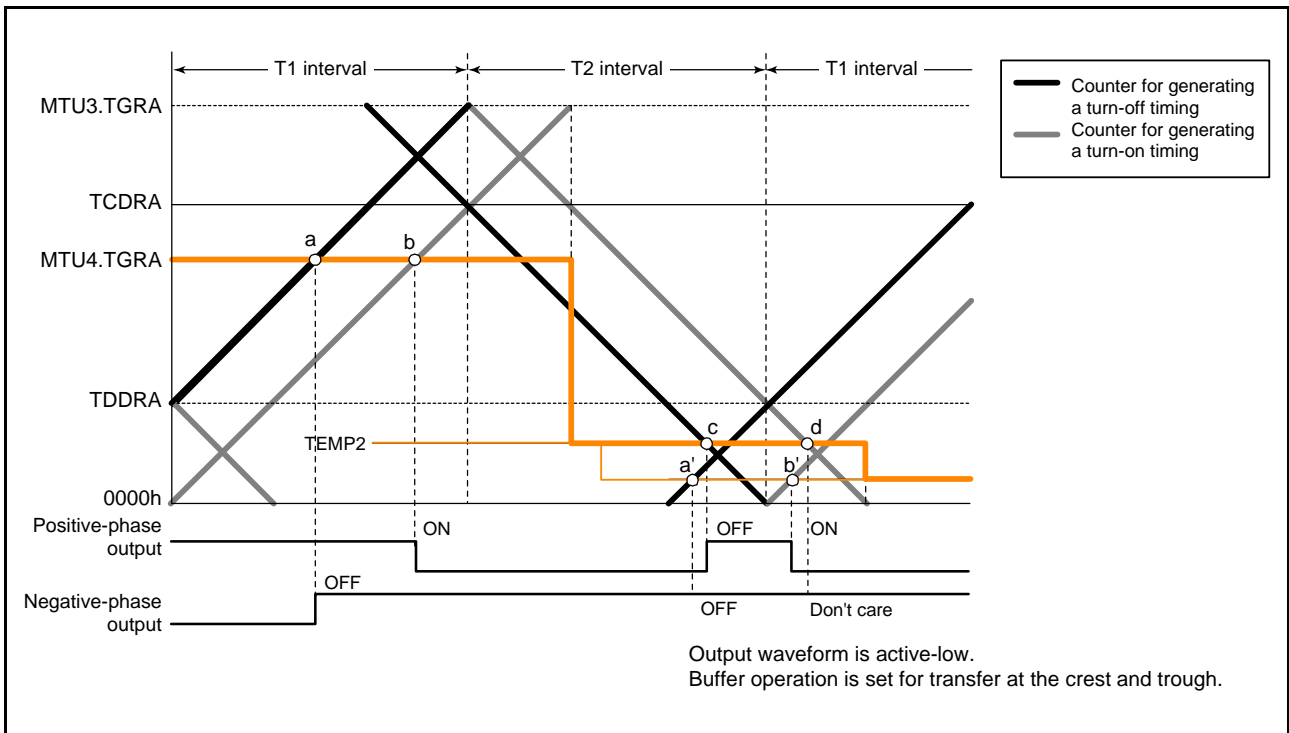 T1 interval
T2 interval
T1 interval
Counter for generating
a turn-off timing
Counter for generating
a turn-on timing
MTU3.TGRA
TCDRA
MTU4.TGRA
a
b
TDDRA
TEMP2
c
d
a'
b'
0000h
Positive-phase
output
ON
OFF
ON
Negative-phase
output
OFF
OFF
Don't care
Output waveform is active-low.
Buffer operation is set for transfer at the crest and trough.